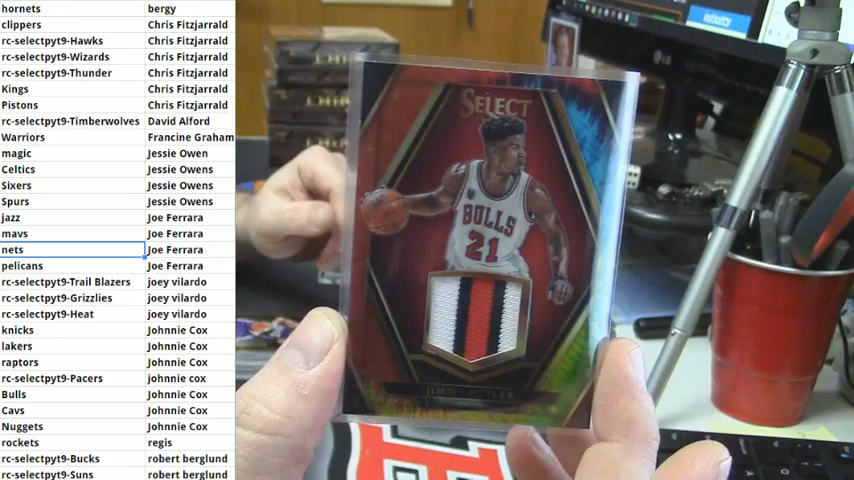 hornets bergy
clippers Chris Fitzjarrald
rc-selectpyt9-Hawks Chris Fitzjarrald
rc-selectpyt9-Wizards Chris Fitzjarrald
rc-selectpyt9-Thunder Chris Fitzjarrald
Kings Chris Fitzjarrald
Pistons Chris Fitzjarrald
rc-selectpyt9-Timberwolves David Alford
Warriors Francine Graham
magic Jessie Owen
Celtics Jessie Owens
Sixers Jessie Owens
Spurs Jessie Owens
jazz Joe Ferrara
mavs Joe Ferrara
nets Joe Ferrara
pelicans Joe Ferrara
rc-selectpyt9-Trail Blazers joey vilardo
rc-selectpyt9-Grizzlies joey vilardo
rc-selectpyt9-Heat joey vilardo
knicks Johnnie Cox
lakers Johnnie Cox
raptors Johnnie Cox
rc-selectpyt9-Pacers johnnie cox
Bulls Johnnie Cox
Cavs Johnnie Cox
Nuggets Johnnie Cox
rockets regis
rc-selectpyt9-Bucks robert berglund
rc-selectpyt9-Suns robert berglund
SELECT
BULLS
21
JIMMY BUTLER
LG